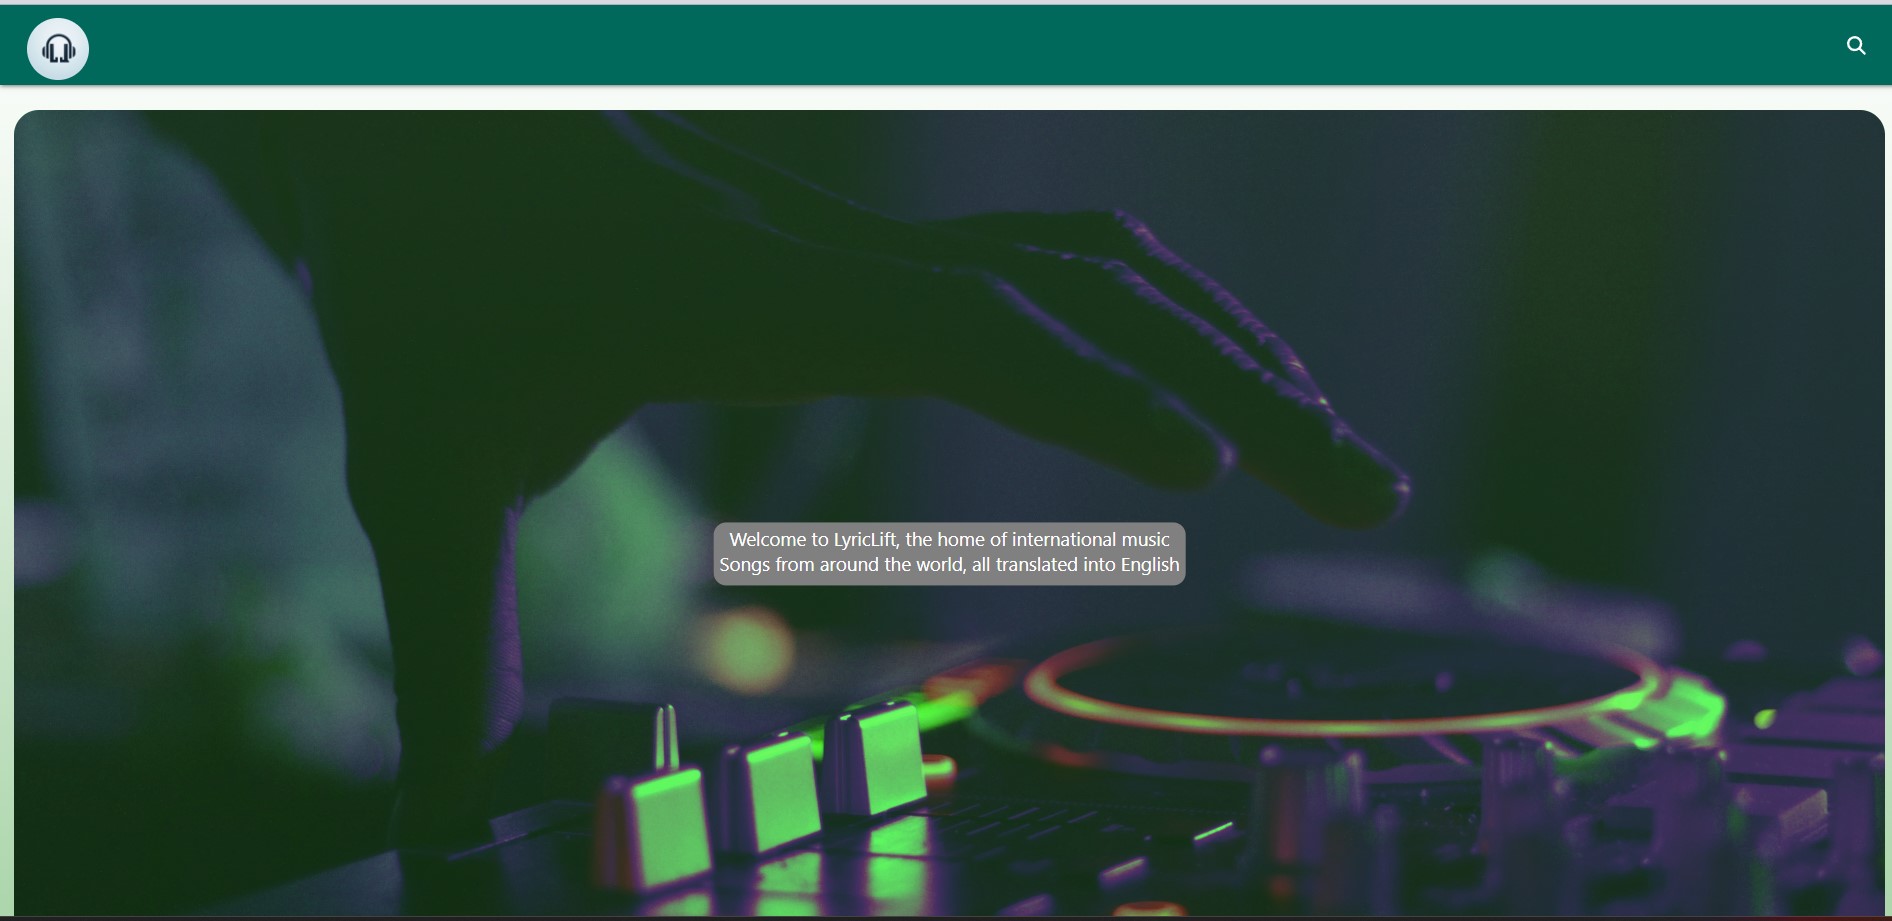 Welcome to LyricLift, the home of international music
Songs from around the world, all translated into English